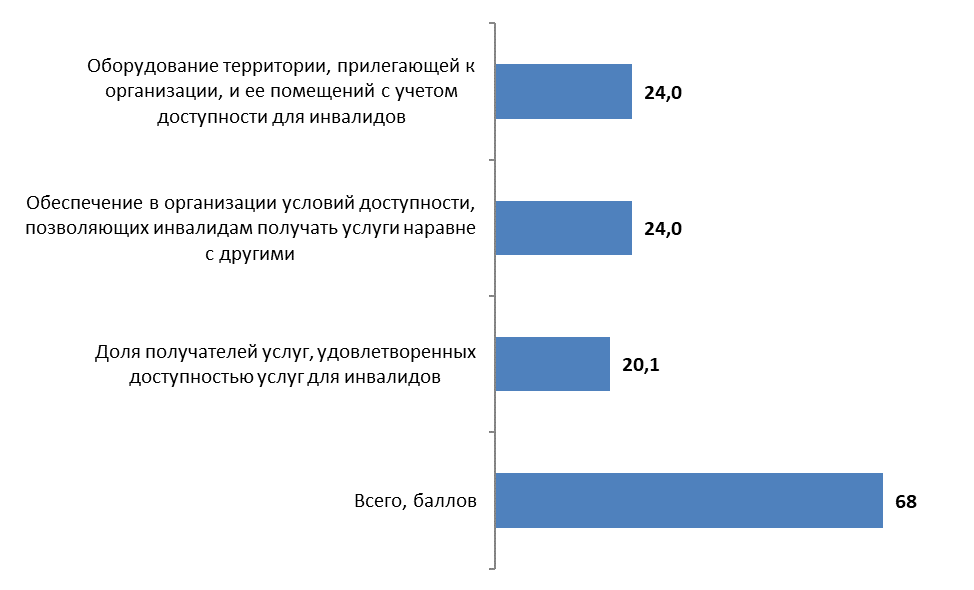 Оборудование территории, прилегающей к
организации, и ее помещений с учетом
доступности для инвалидов
24,0
Обеспечение в организации условий доступности,
позволяющих инвалидам получать услуги наравне
с другими
24,0
Доля получателей услуг, удовлетворенных
доступностью услуг для инвалидов
20,1
Всего, баллов
68